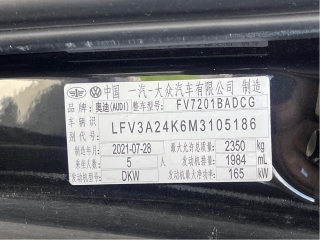 中国 一汽-大众汽车有限公司 制造
品牌 奥迪(AUDI) 整车型号 FV7201BADCG
车辆识别代号 LFV3A24K6M3105186
制造年月 2021-07-28 最大允许总质量 2350 kg
乘坐人数 5 发动机排量 1984 mL
发动机型号 DKW 发动机最大净功率 165 kW